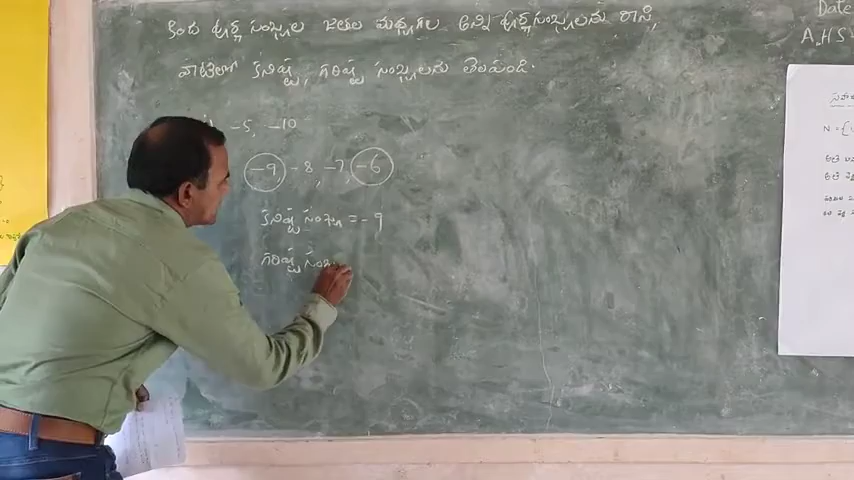 కింద పూర్ణ సంఖ్యల జతల మధ్యగల అన్ని పూర్ణసంఖ్యలను రాసి
వాటిలో కనిష్ట, గరిష్ట సంఖ్యలను తెలపండి.
-5, -10
-9, -8, -7, -6
కనిష్ట సంఖ్య = -9
గరిష్ట సంఖ్య
Date
A.H.S